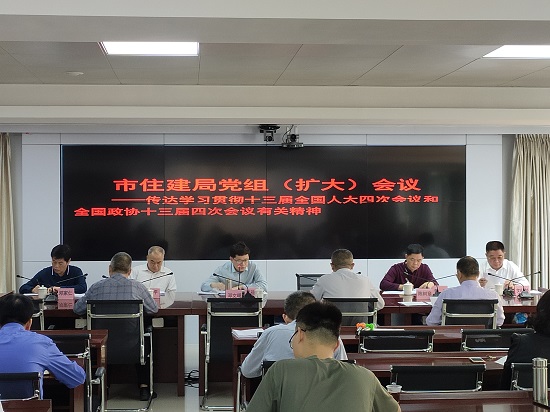 市住建局党组（扩大）会议
——传达学习贯彻十三届全国人大四次会议和
全国政协十三届四次会议有关精神